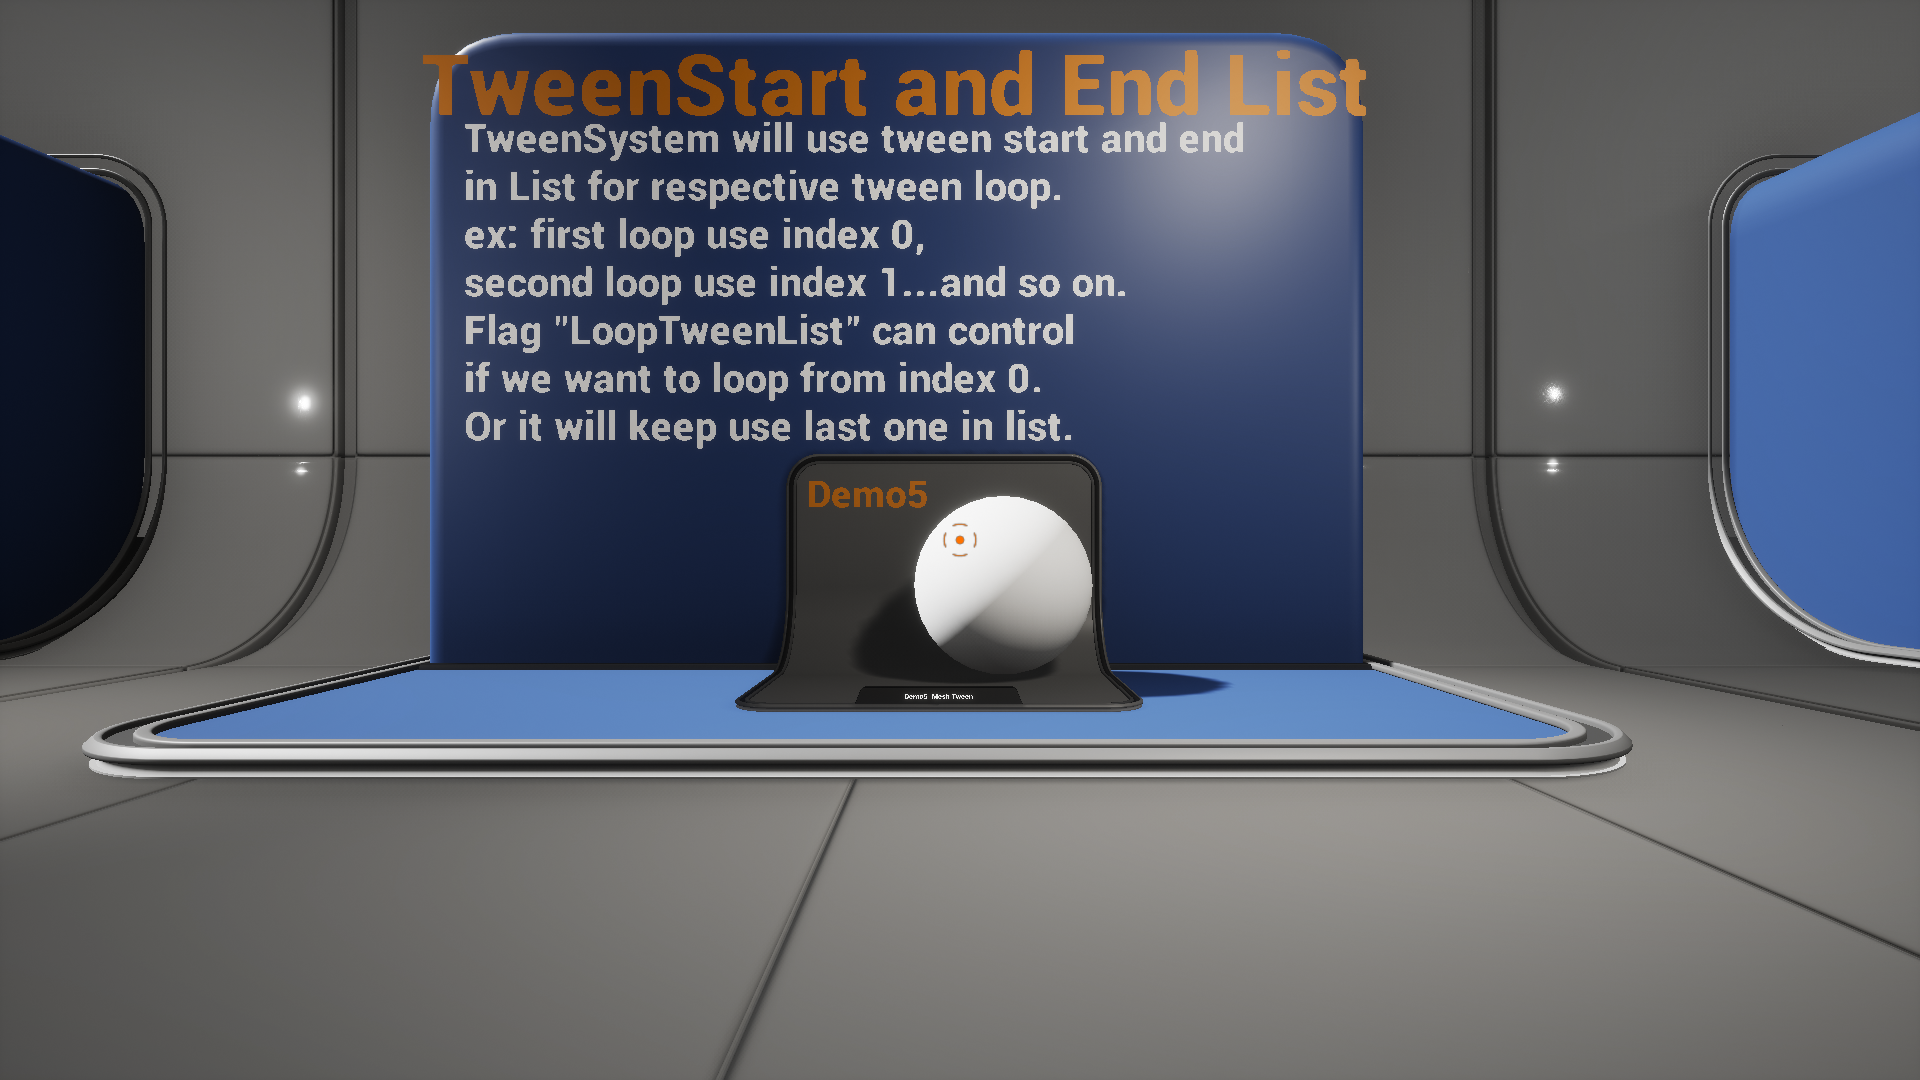 TweenStart and End List
TweenSystem will use tween start and end
in List for respective tween loop.
ex: first loop use index 0,
second loop use index 1...and so on.
Flag "LoopTweenList" can control
if we want to loop from index 0.
Or it will keep use last one in list.
Demo5
Demo5 Mesh Tween